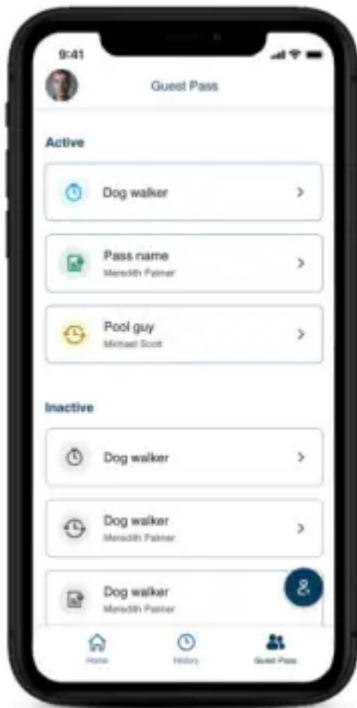 9:41
Guest Pass
Active
Dog walker
Pass name
Meredith Palmer
Pool guy
Michael Scott
Inactive
Dog walker
Dog walker
Meredith Palmer
Dog walker
Meredith Palmer
Home
History
Guest Pass